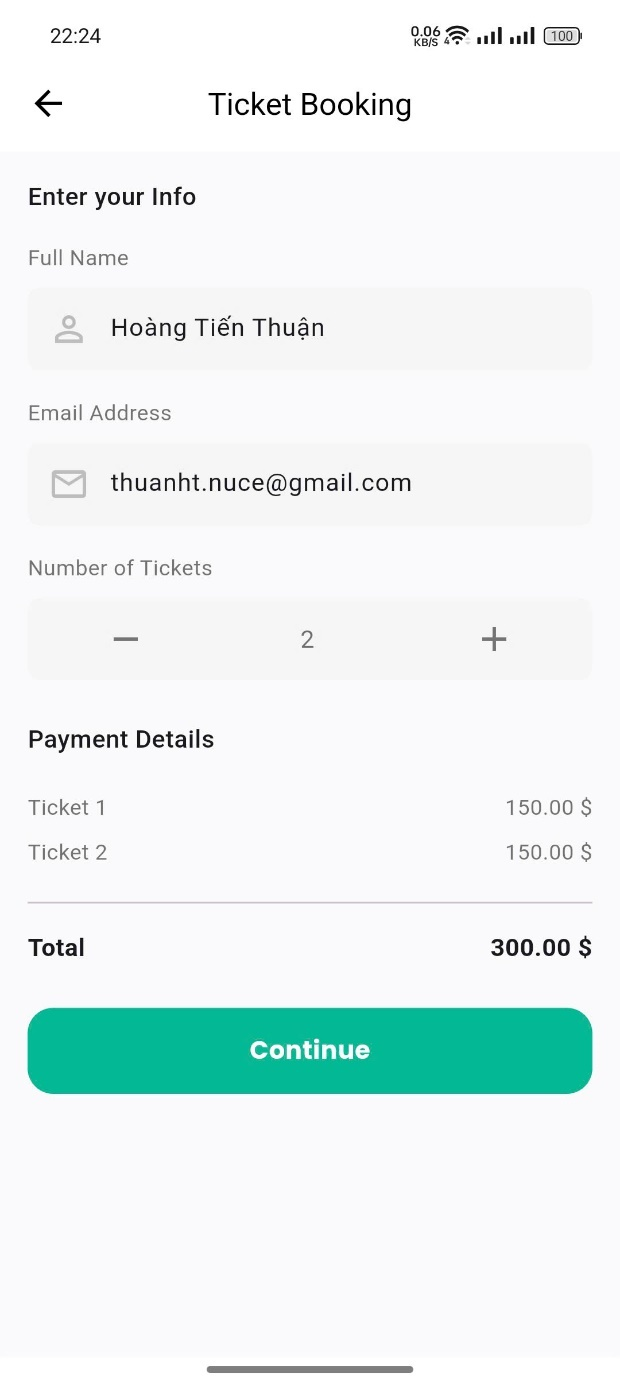 22:24
0.06
KB/S
4
100
Ticket Booking
Enter your Info
Full Name
Hoàng Tiến Thuận
Email Address
thuanht.nuce@gmail.com
Number of Tickets
− 2 +
Payment Details
Ticket 1 150.00 $
Ticket 2 150.00 $
Total 300.00 $
Continue